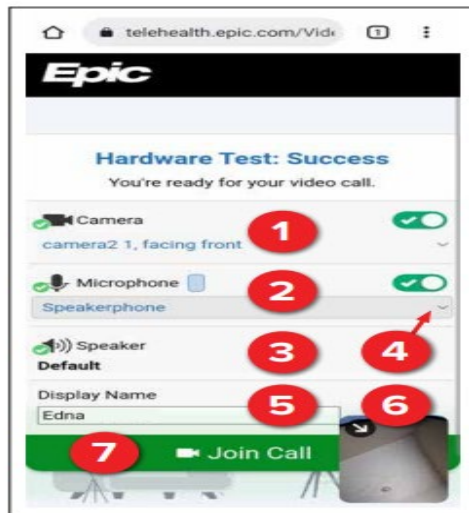 telehealth.epic.com/Vide
1
Epic
Hardware Test: Success
You're ready for your video call.
Camera
1
camera2 1, facing front
Microphone
2
Speakerphone
4
Speaker
3
Default
Display Name
5
6
Edna
7
Join Call